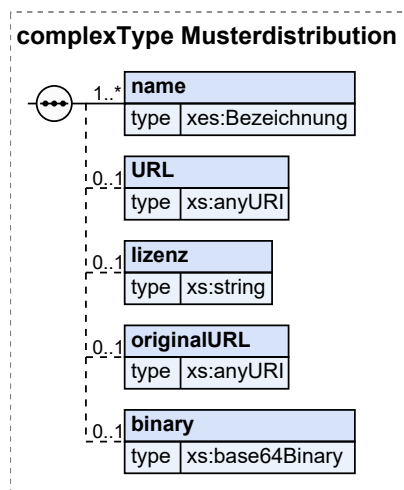 complexType Musterdistribution
1..* name
type xes:Bezeichnung
0..1 URL
type xs:anyURI
0..1 lizenz
type xs:string
0..1 originalURL
type xs:anyURI
0..1 binary
type xs:base64Binary